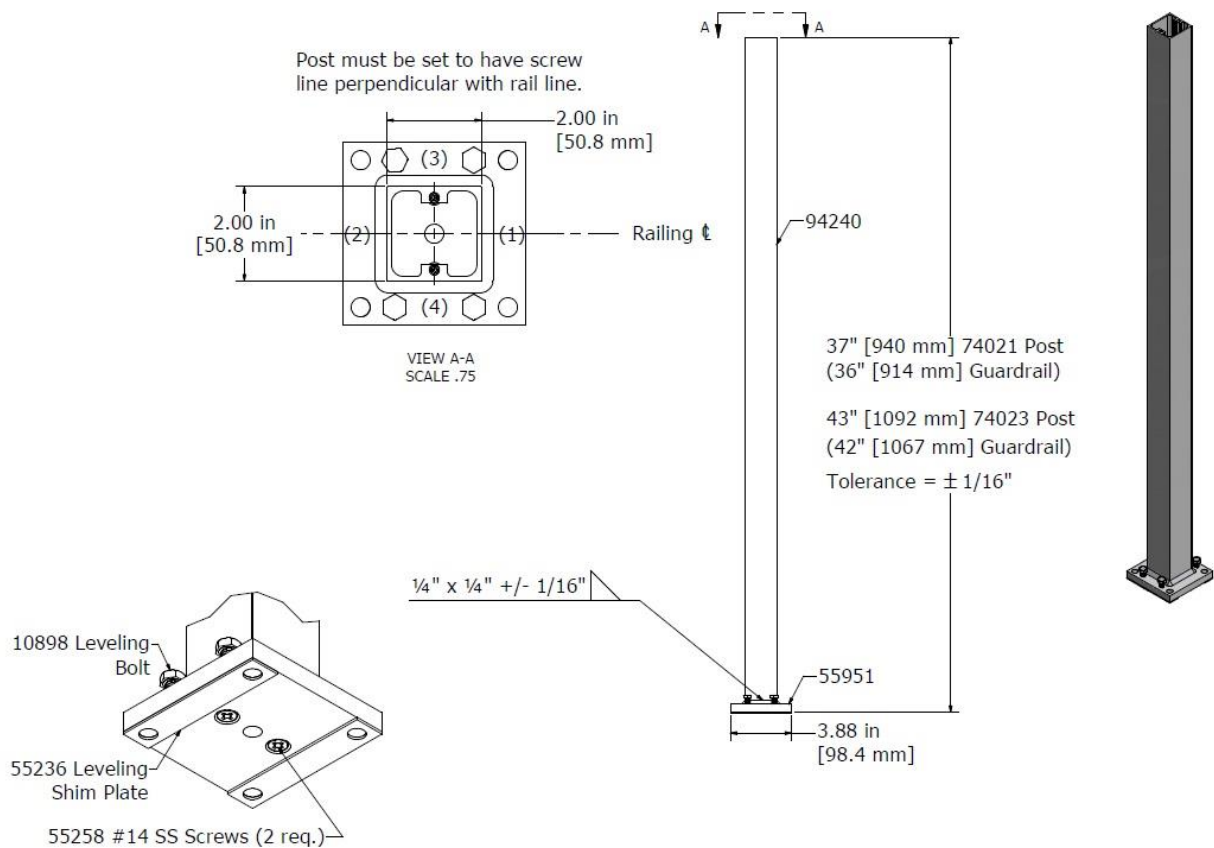 A
A
Post must be set to have screw
line perpendicular with rail line.
2.00 in
[50.8 mm]
(3)
2.00 in
[50.8 mm]
(2)
(1)
Railing ℄
(4)
VIEW A-A
SCALE .75
94240
37" [940 mm] 74021 Post
(36" [914 mm] Guardrail)
43" [1092 mm] 74023 Post
(42" [1067 mm] Guardrail)
Tolerance = ± 1/16"
¼" x ¼" +/- 1/16"
10898 Leveling
Bolt
55951
3.88 in
[98.4 mm]
55236 Leveling
Shim Plate
55258 #14 SS Screws (2 req.)